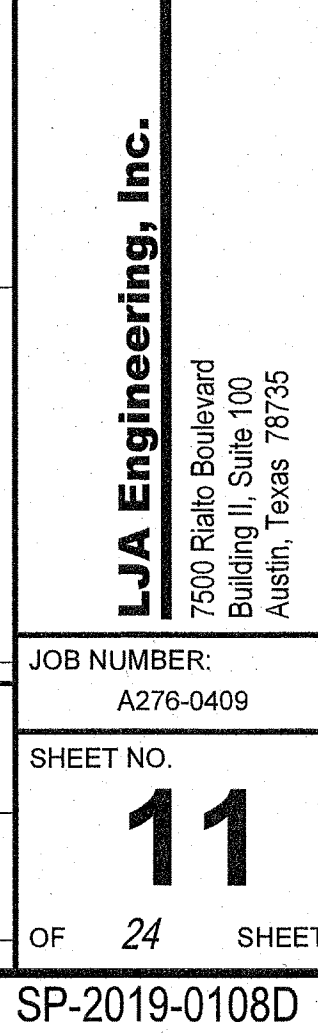 LJA Engineering, Inc.
7500 Rialto Boulevard
Building II, Suite 100
Austin, Texas 78735
JOB NUMBER:
A276-0409
SHEET NO.
11
OF 24 SHEET
SP-2019-0108D